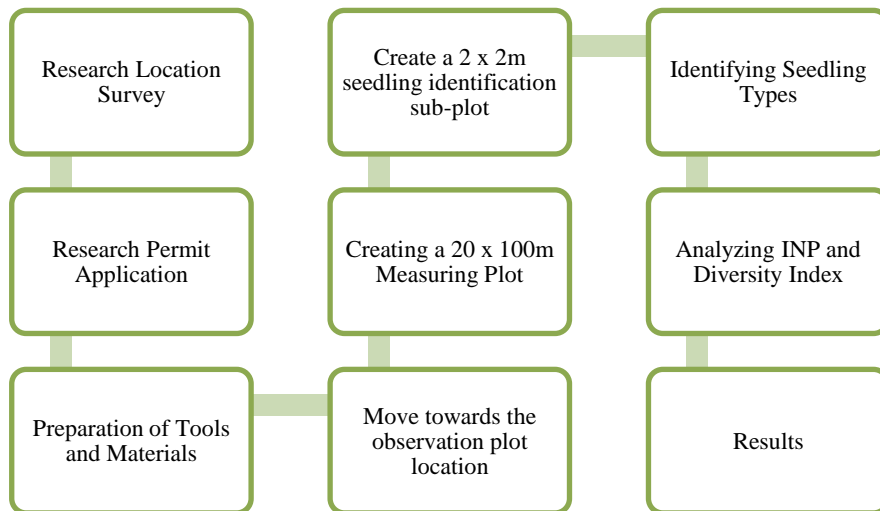 Research Location
Survey
Research Permit
Application
Preparation of Tools
and Materials
Move towards the
observation plot
location
Creating a 20 x 100m
Measuring Plot
Create a 2 x 2m
seedling identification
sub-plot
Identifying Seedling
Types
Analyzing INP and
Diversity Index
Results